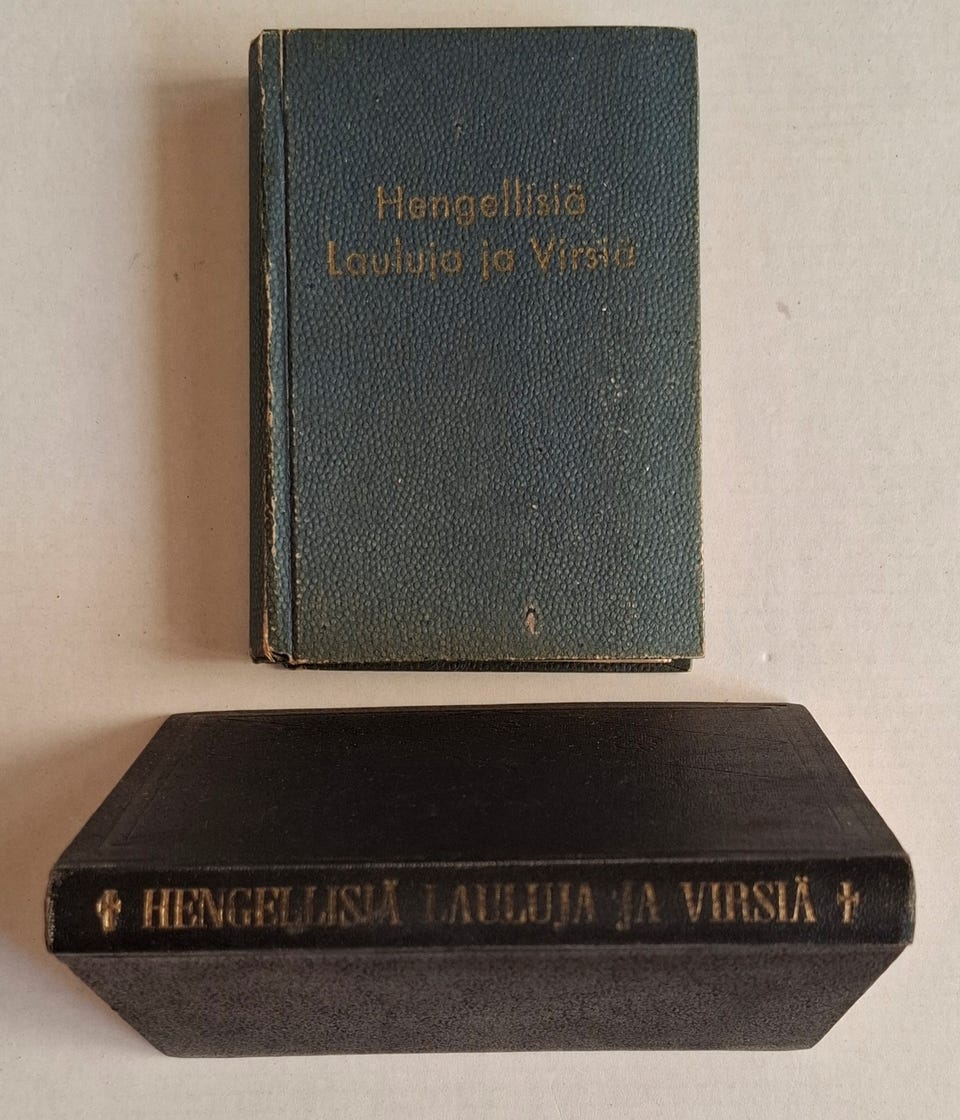 Hengellisiä
Lauluja ja Virsiä
✝ HENGELLISIÄ LAULUJA JA VIRSIÄ ✝